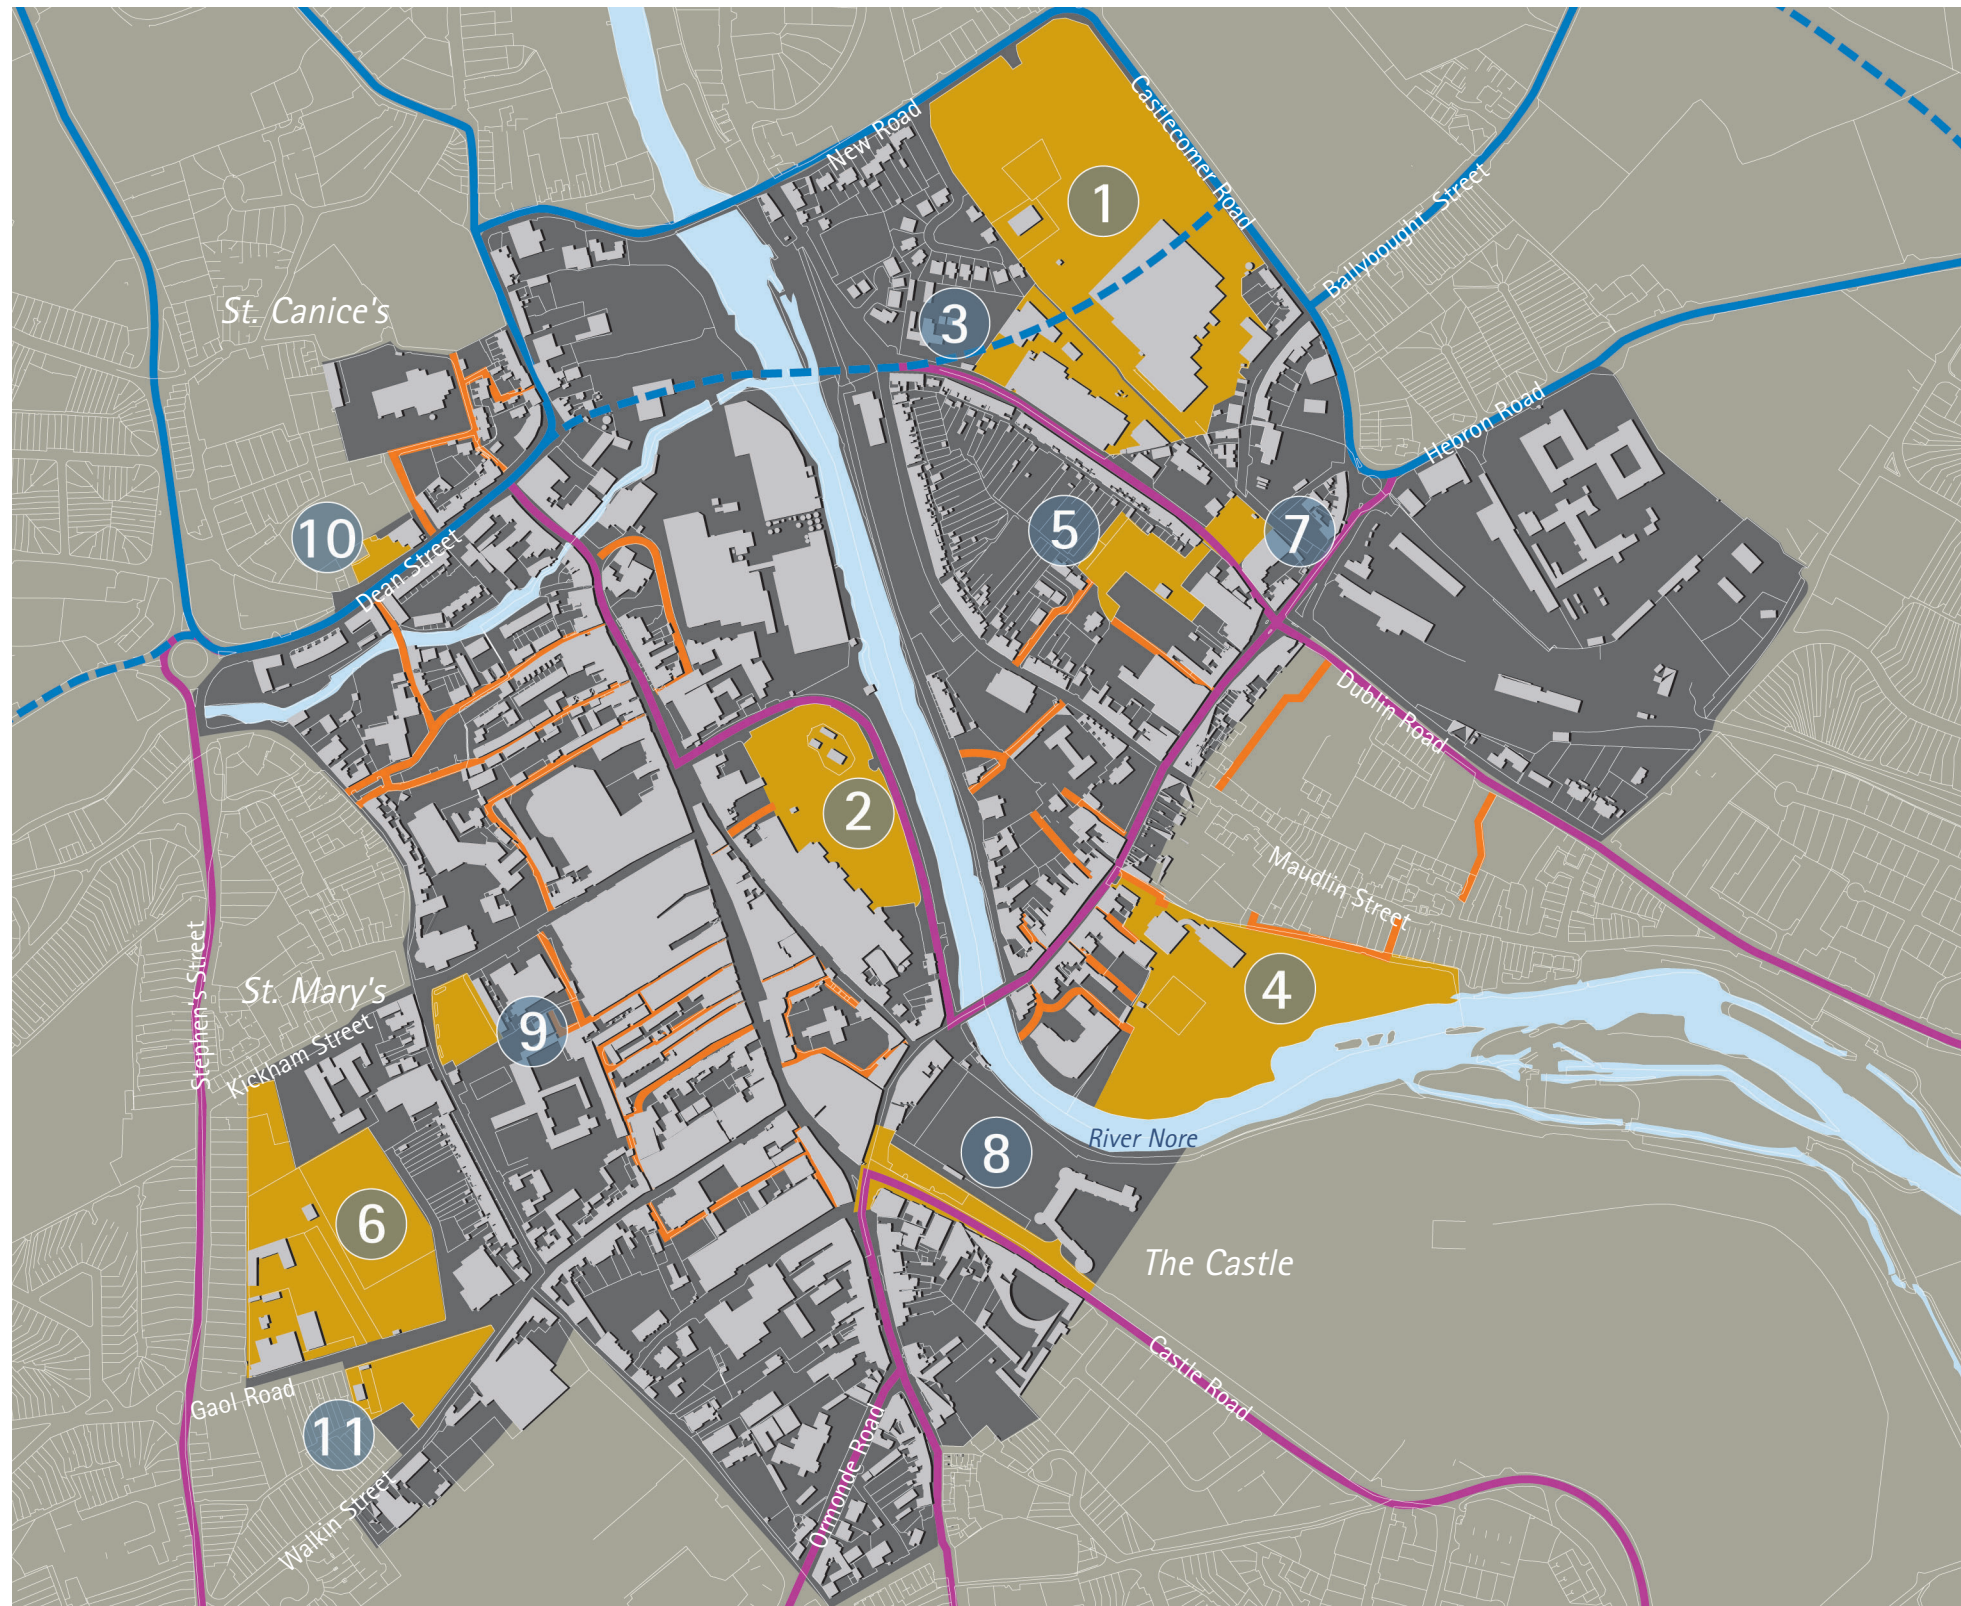 New Road
Castlecomer Road
1
Ballybought Street
St. Canice's
3
Hebron Road
10
5
7
Dean Street
Dublin Road
2
Maudlin Street
Stephen's Street
St. Mary's
4
Kickham Street
9
River Nore
8
6
The Castle
Gaol Road
Castle Road
11
Ormonde Road
Walkin Street